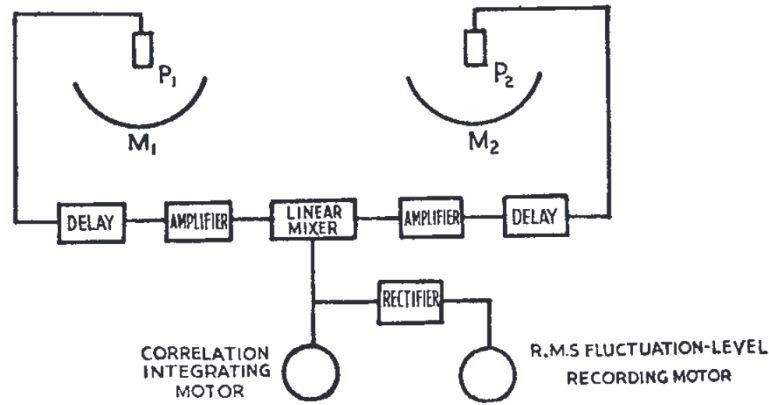 P₁
P₂
M₁
M₂
DELAY
AMPLIFIER
LINEAR
MIXER
AMPLIFIER
DELAY
RECTIFIER
CORRELATION
INTEGRATING
MOTOR
R.M.S FLUCTUATION-LEVEL
RECORDING MOTOR